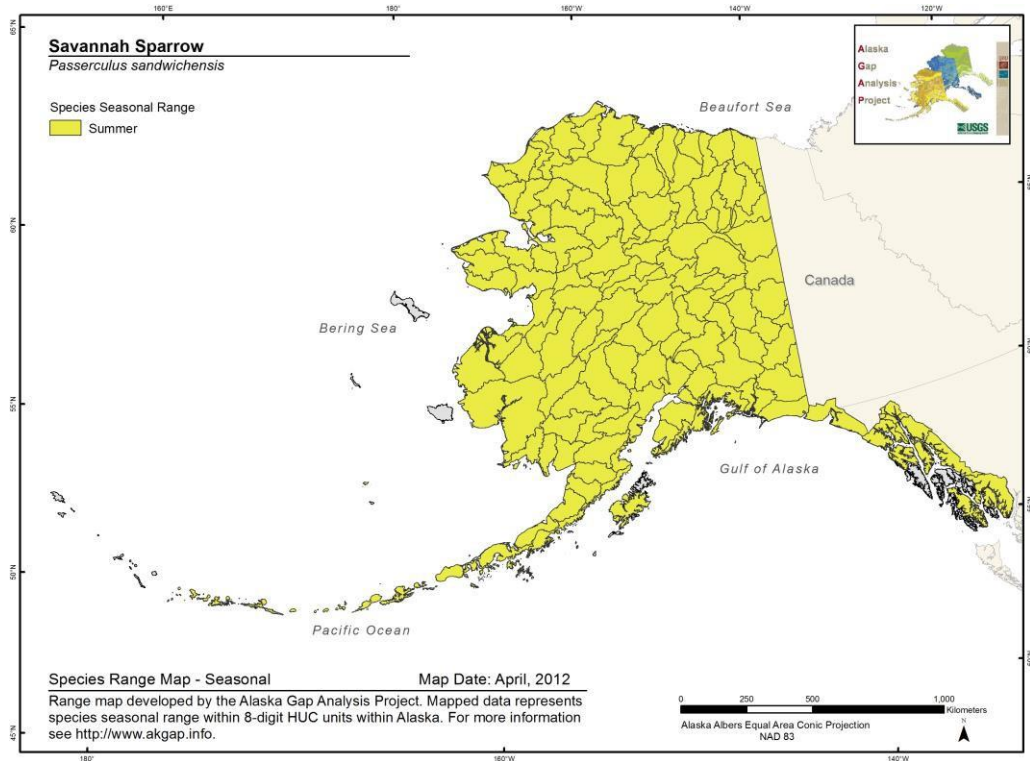 160°E
180°
160°W
140°W
120°W
65°N
60°N
55°N
50°N
45°N
Savannah Sparrow
Passerculus sandwichensis
Species Seasonal Range
Summer
Beaufort Sea
Alaska
Gap
Analysis
Project
USGS
Canada
Bering Sea
Gulf of Alaska
Pacific Ocean
65°N
60°N
Species Range Map - Seasonal Map Date: April, 2012
Range map developed by the Alaska Gap Analysis Project. Mapped data represents
species seasonal range within 8-digit HUC units within Alaska. For more information
see http://www.akgap.info.
0 250 500 1,000
Kilometers
Alaska Albers Equal Area Conic Projection
NAD 83
N
180°
160°W
140°W